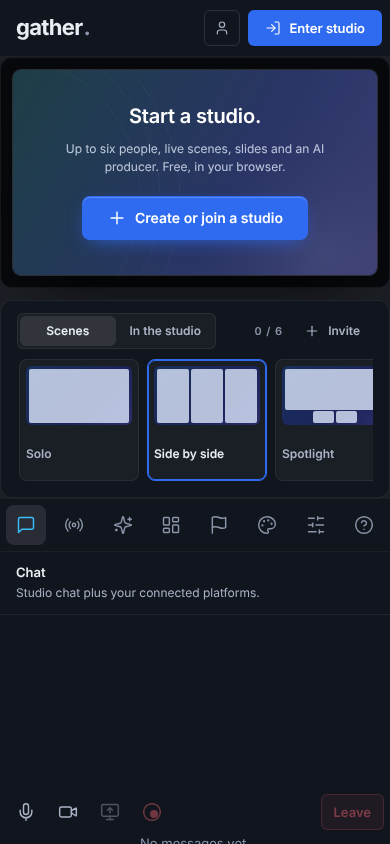 gather.
Enter studio
Start a studio.
Up to six people, live scenes, slides and an AI
producer. Free, in your browser.
Create or join a studio
Scenes
In the studio
0 / 6
Invite
Solo
Side by side
Spotlight
Chat
Studio chat plus your connected platforms.
Leave
No messages yet